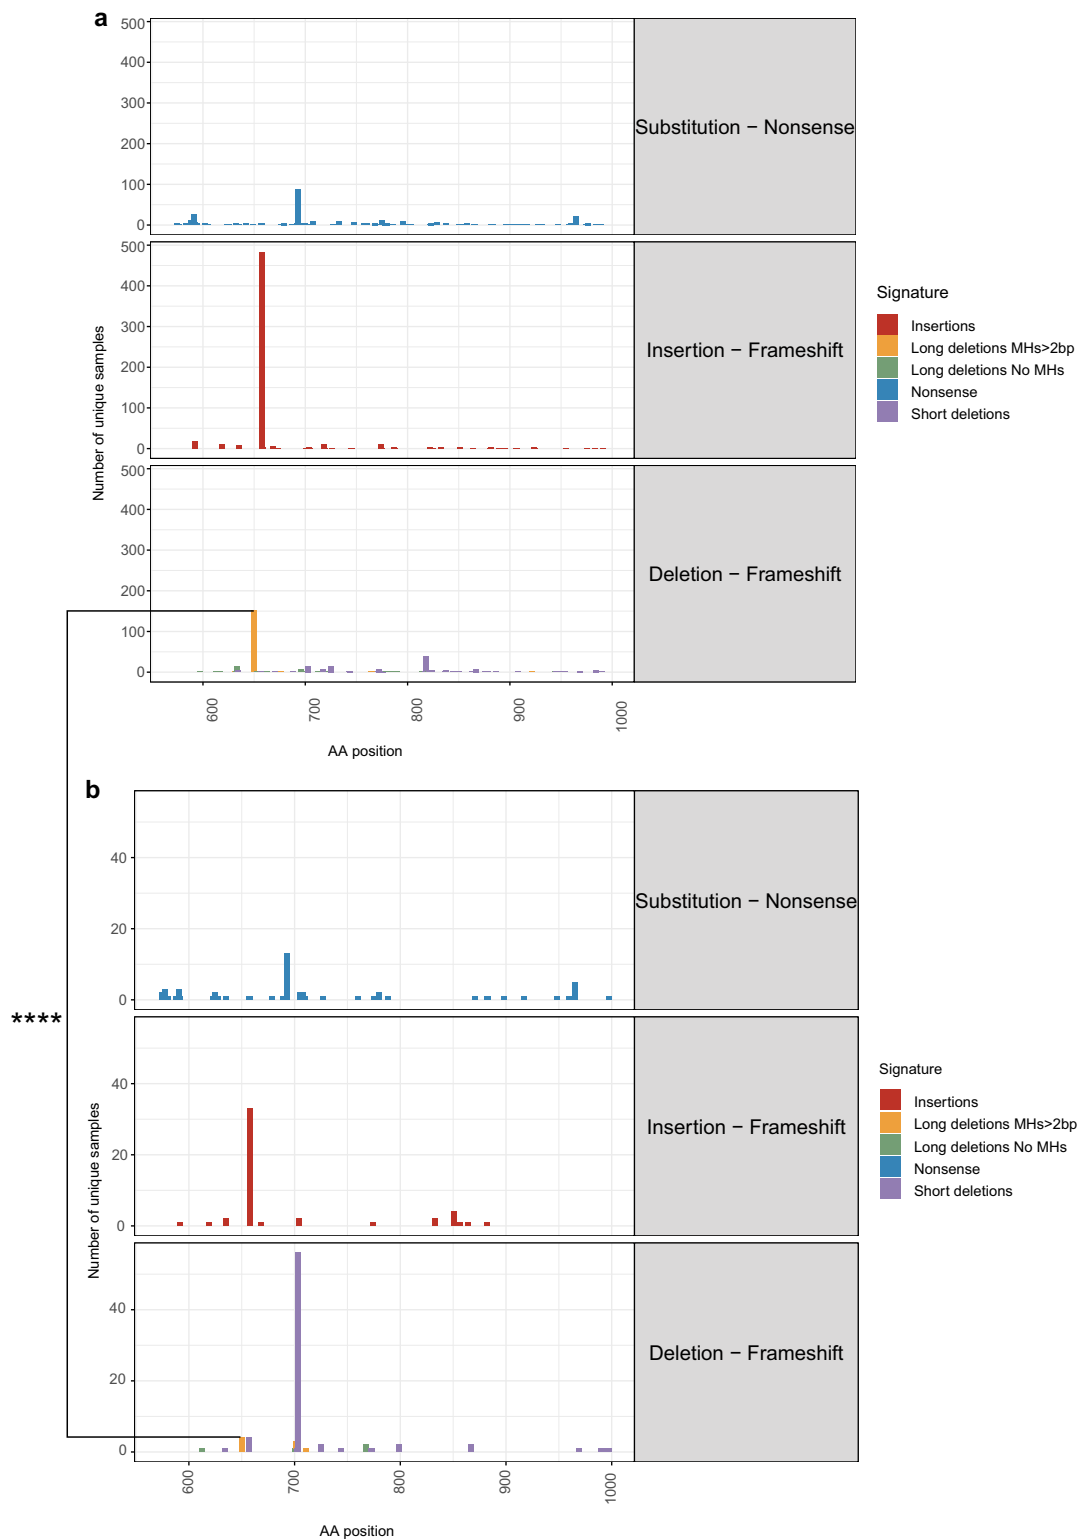 a
500
400
300
200
100
0
Substitution − Nonsense
500
400
300
200
100
0
Insertion − Frameshift
500
400
300
200
100
0
Deletion − Frameshift
Number of unique samples
600
700
800
900
1000
AA position
Signature
Insertions
Long deletions MHs>2bp
Long deletions No MHs
Nonsense
Short deletions
****
b
40
20
0
Substitution − Nonsense
40
20
0
Insertion − Frameshift
40
20
0
Deletion − Frameshift
Number of unique samples
600
700
800
900
1000
AA position
Signature
Insertions
Long deletions MHs>2bp
Long deletions No MHs
Nonsense
Short deletions